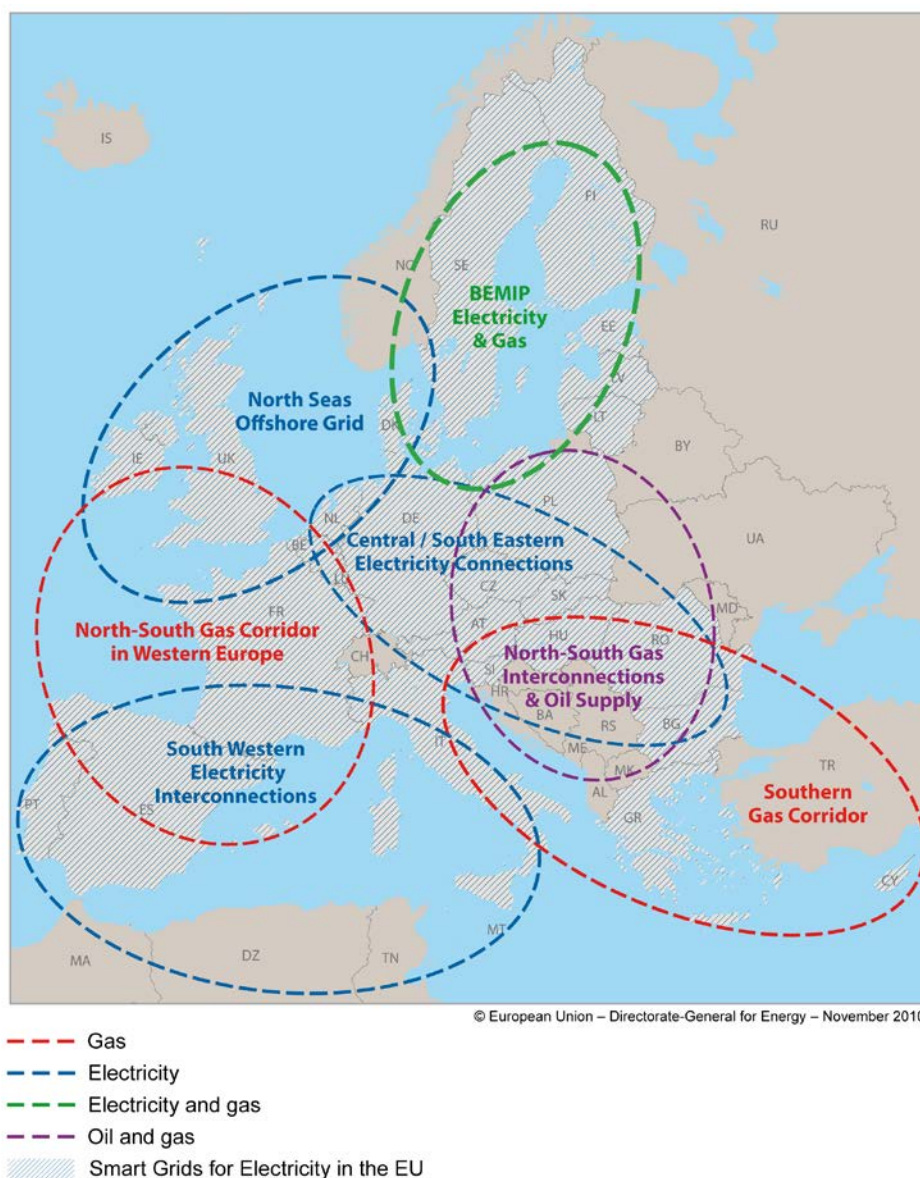 IS
RU
FI
NO
SE
BEMIP
Electricity
& Gas
EE
LV
LT
North Seas
Offshore Grid
DK
BY
IE
UK
NL
DE
PL
BE
Central / South Eastern
Electricity Connections
UA
LU
CZ
SK
MD
FR
AT
HU
RO
North-South Gas Corridor
in Western Europe
CH
SI
HR
North-South Gas
Interconnections
& Oil Supply
BA
RS
BG
IT
ME
MK
AL
South Western
Electricity
Interconnections
PT
ES
TR
Southern
Gas Corridor
GR
CY
MT
MA
DZ
TN
© European Union – Directorate-General for Energy – November 2010
Gas
Electricity
Electricity and gas
Oil and gas
Smart Grids for Electricity in the EU